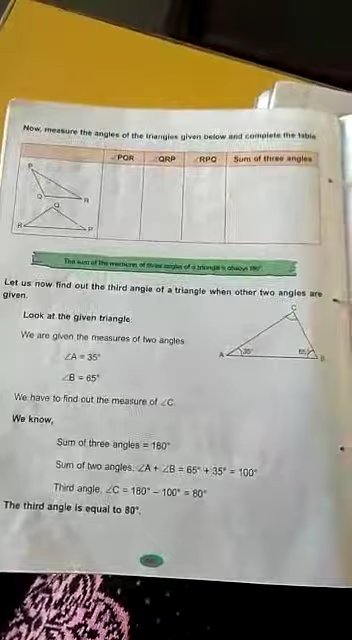 Now, measure the angles of the triangles given below and complete the table
∠PQR ∠QRP ∠RPQ Sum of three angles
P
Q R
Q
R P
The sum of the measures of three angles of a triangle is always 180°
Let us now find out the third angle of a triangle when other two angles are
given.
Look at the given triangle.
We are given the measures of two angles
∠A = 35°
∠B = 65°
C
A 35° 65° B
We have to find out the measure of ∠C.
We know,
Sum of three angles = 180°
Sum of two angles, ∠A + ∠B = 65° + 35° = 100°
Third angle, ∠C = 180° – 100° = 80°
The third angle is equal to 80°.